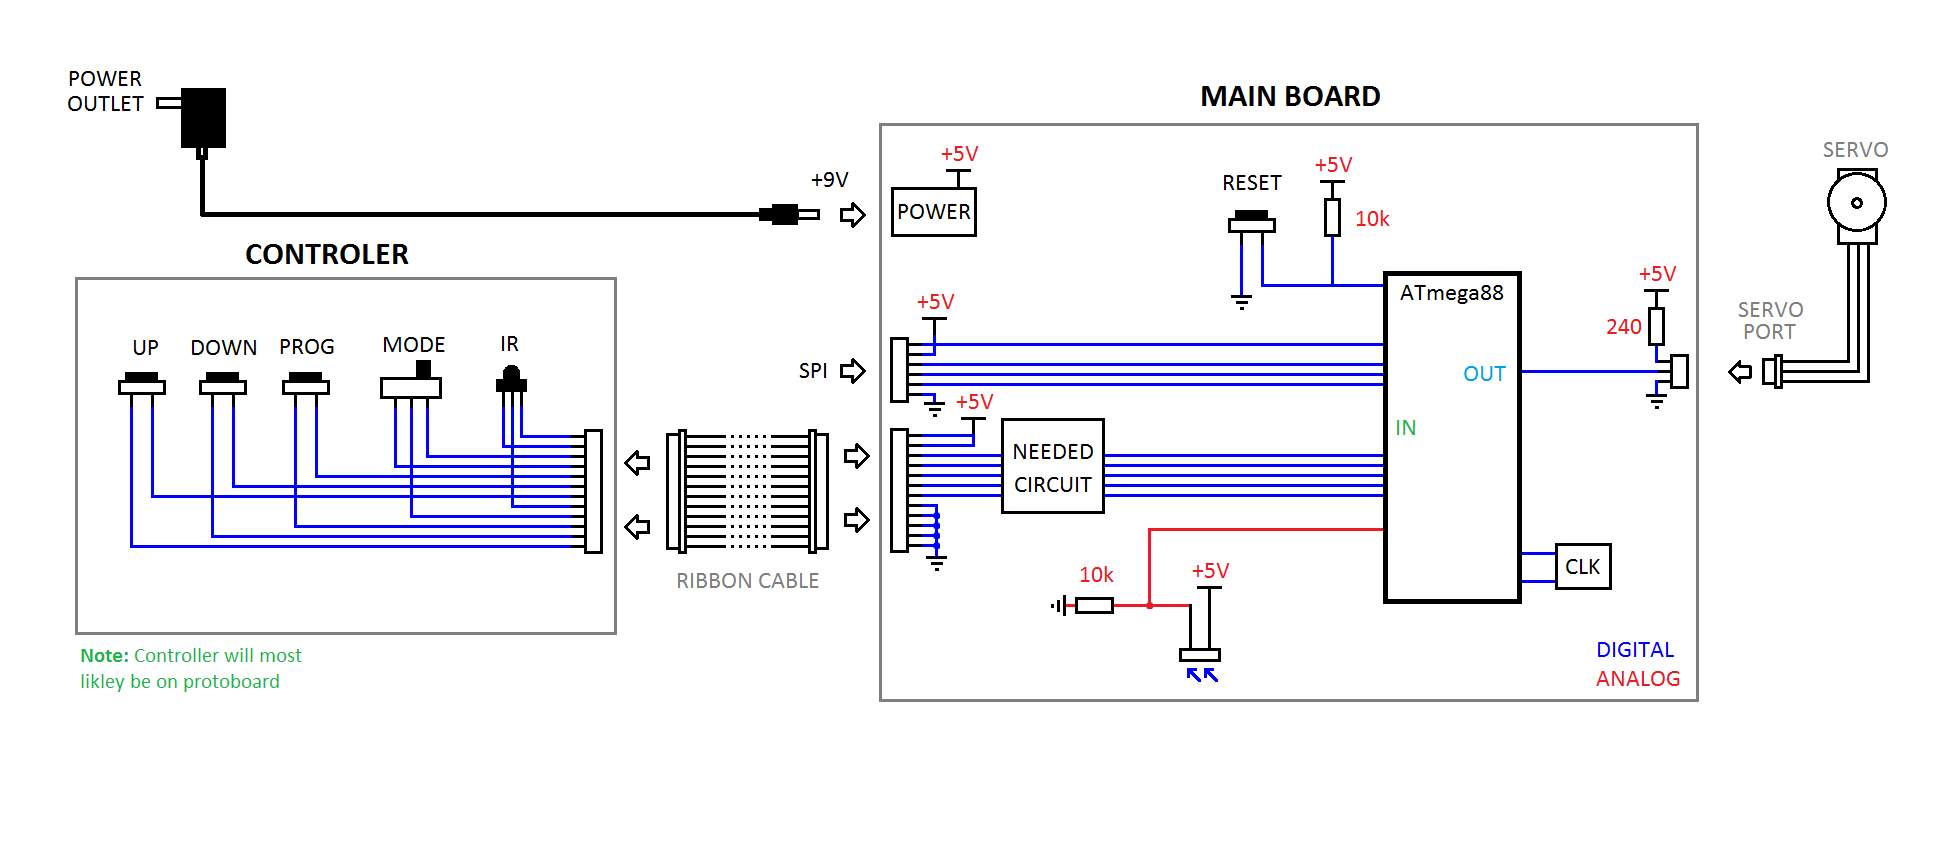 POWER
OUTLET
+9V
MAIN BOARD
+5V
POWER
RESET
+5V
10k
SERVO
CONTROLER
UP
DOWN
PROG
MODE
IR
+5V
SPI
ATmega88
OUT
IN
+5V
240
SERVO
PORT
+5V
NEEDED
CIRCUIT
RIBBON CABLE
10k
+5V
CLK
DIGITAL
ANALOG
Note: Controller will most
likley be on protoboard